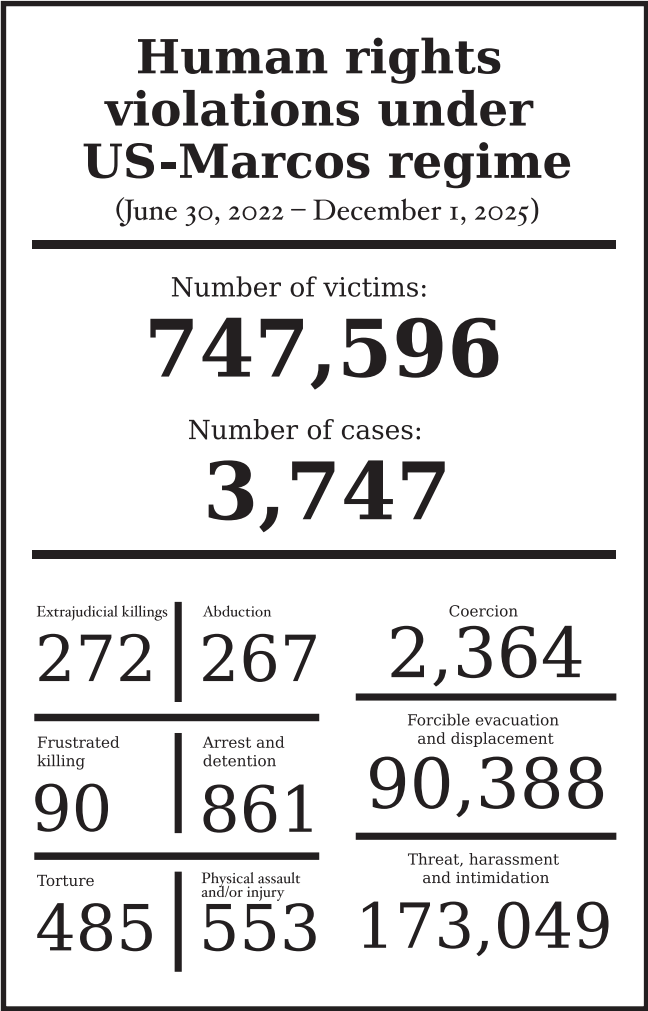 Human rights
violations under
US-Marcos regime
(June 30, 2022 – December 1, 2025)
Number of victims:
747,596
Number of cases:
3,747
Extrajudicial killings
272
Abduction
267
Frustrated
killing
90
Arrest and
detention
861
Torture
485
Physical assault
and/or injury
553
Coercion
2,364
Forcible evacuation
and displacement
90,388
Threat, harassment
and intimidation
173,049